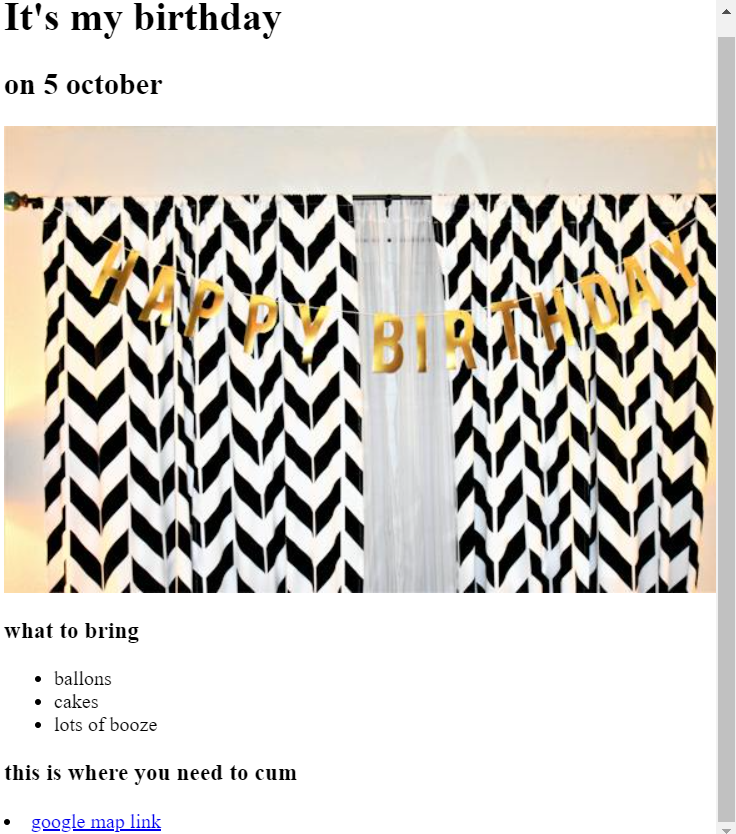 It's my birthday
on 5 october
HAPPY BIRTHDAY
what to bring
ballons
cakes
lots of booze
this is where you need to cum
google map link